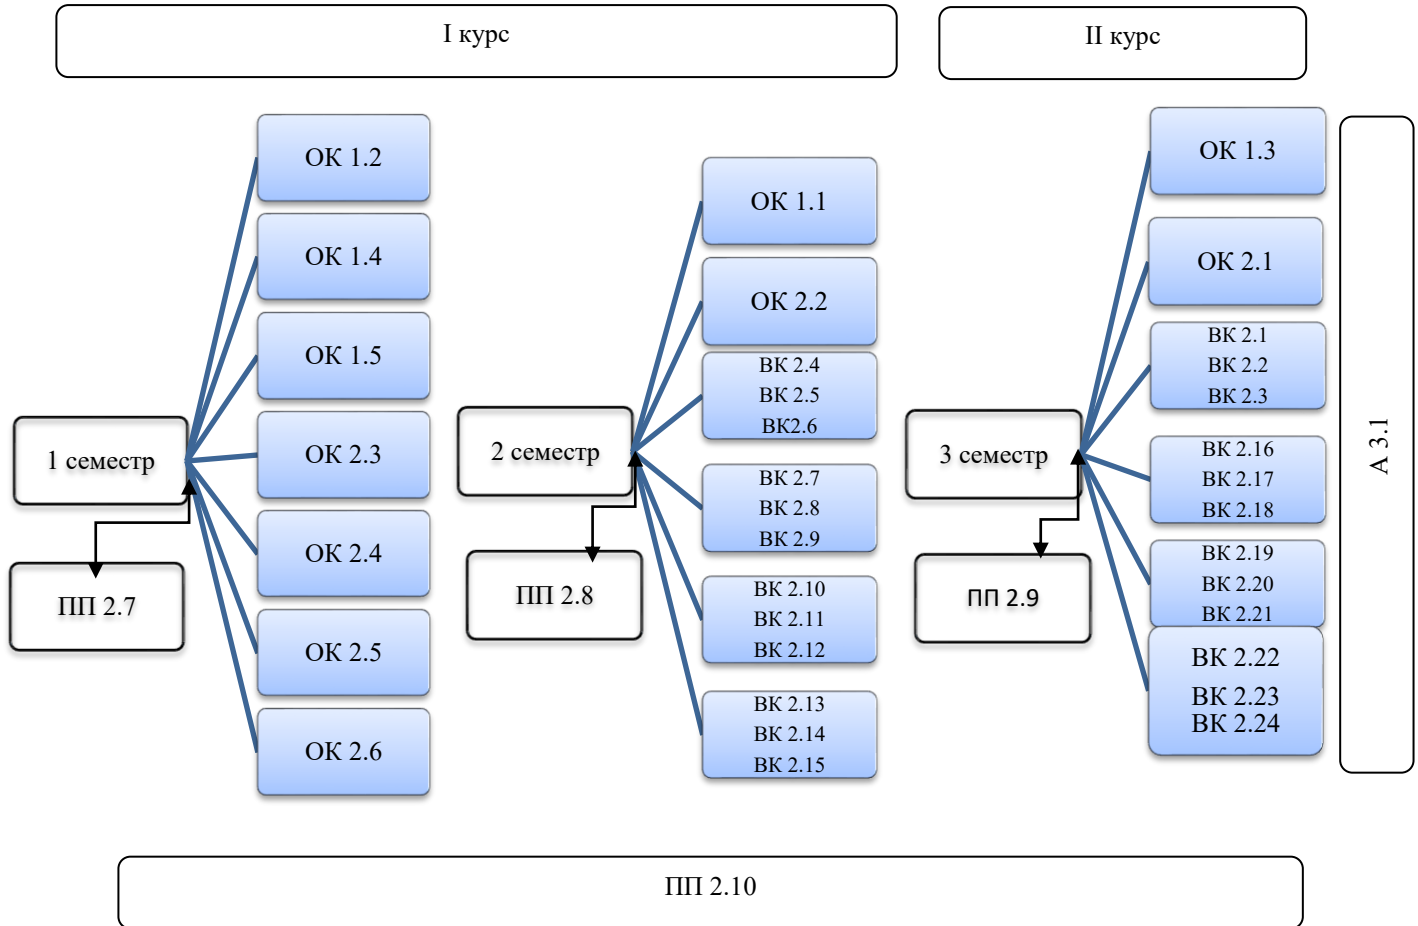 I курс
II курс
ОК 1.2
ОК 1.4
ОК 1.5
1 семестр
ОК 2.3
ОК 2.4
ПП 2.7
ОК 2.5
ОК 2.6
ОК 1.1
ОК 2.2
ВК 2.4
ВК 2.5
ВК2.6
2 семестр
ВК 2.7
ВК 2.8
ВК 2.9
ПП 2.8
ВК 2.10
ВК 2.11
ВК 2.12
ВК 2.13
ВК 2.14
ВК 2.15
ОК 1.3
ОК 2.1
ВК 2.1
ВК 2.2
ВК 2.3
3 семестр
ВК 2.16
ВК 2.17
ВК 2.18
ПП 2.9
ВК 2.19
ВК 2.20
ВК 2.21
ВК 2.22
ВК 2.23
ВК 2.24
А 3.1
ПП 2.10